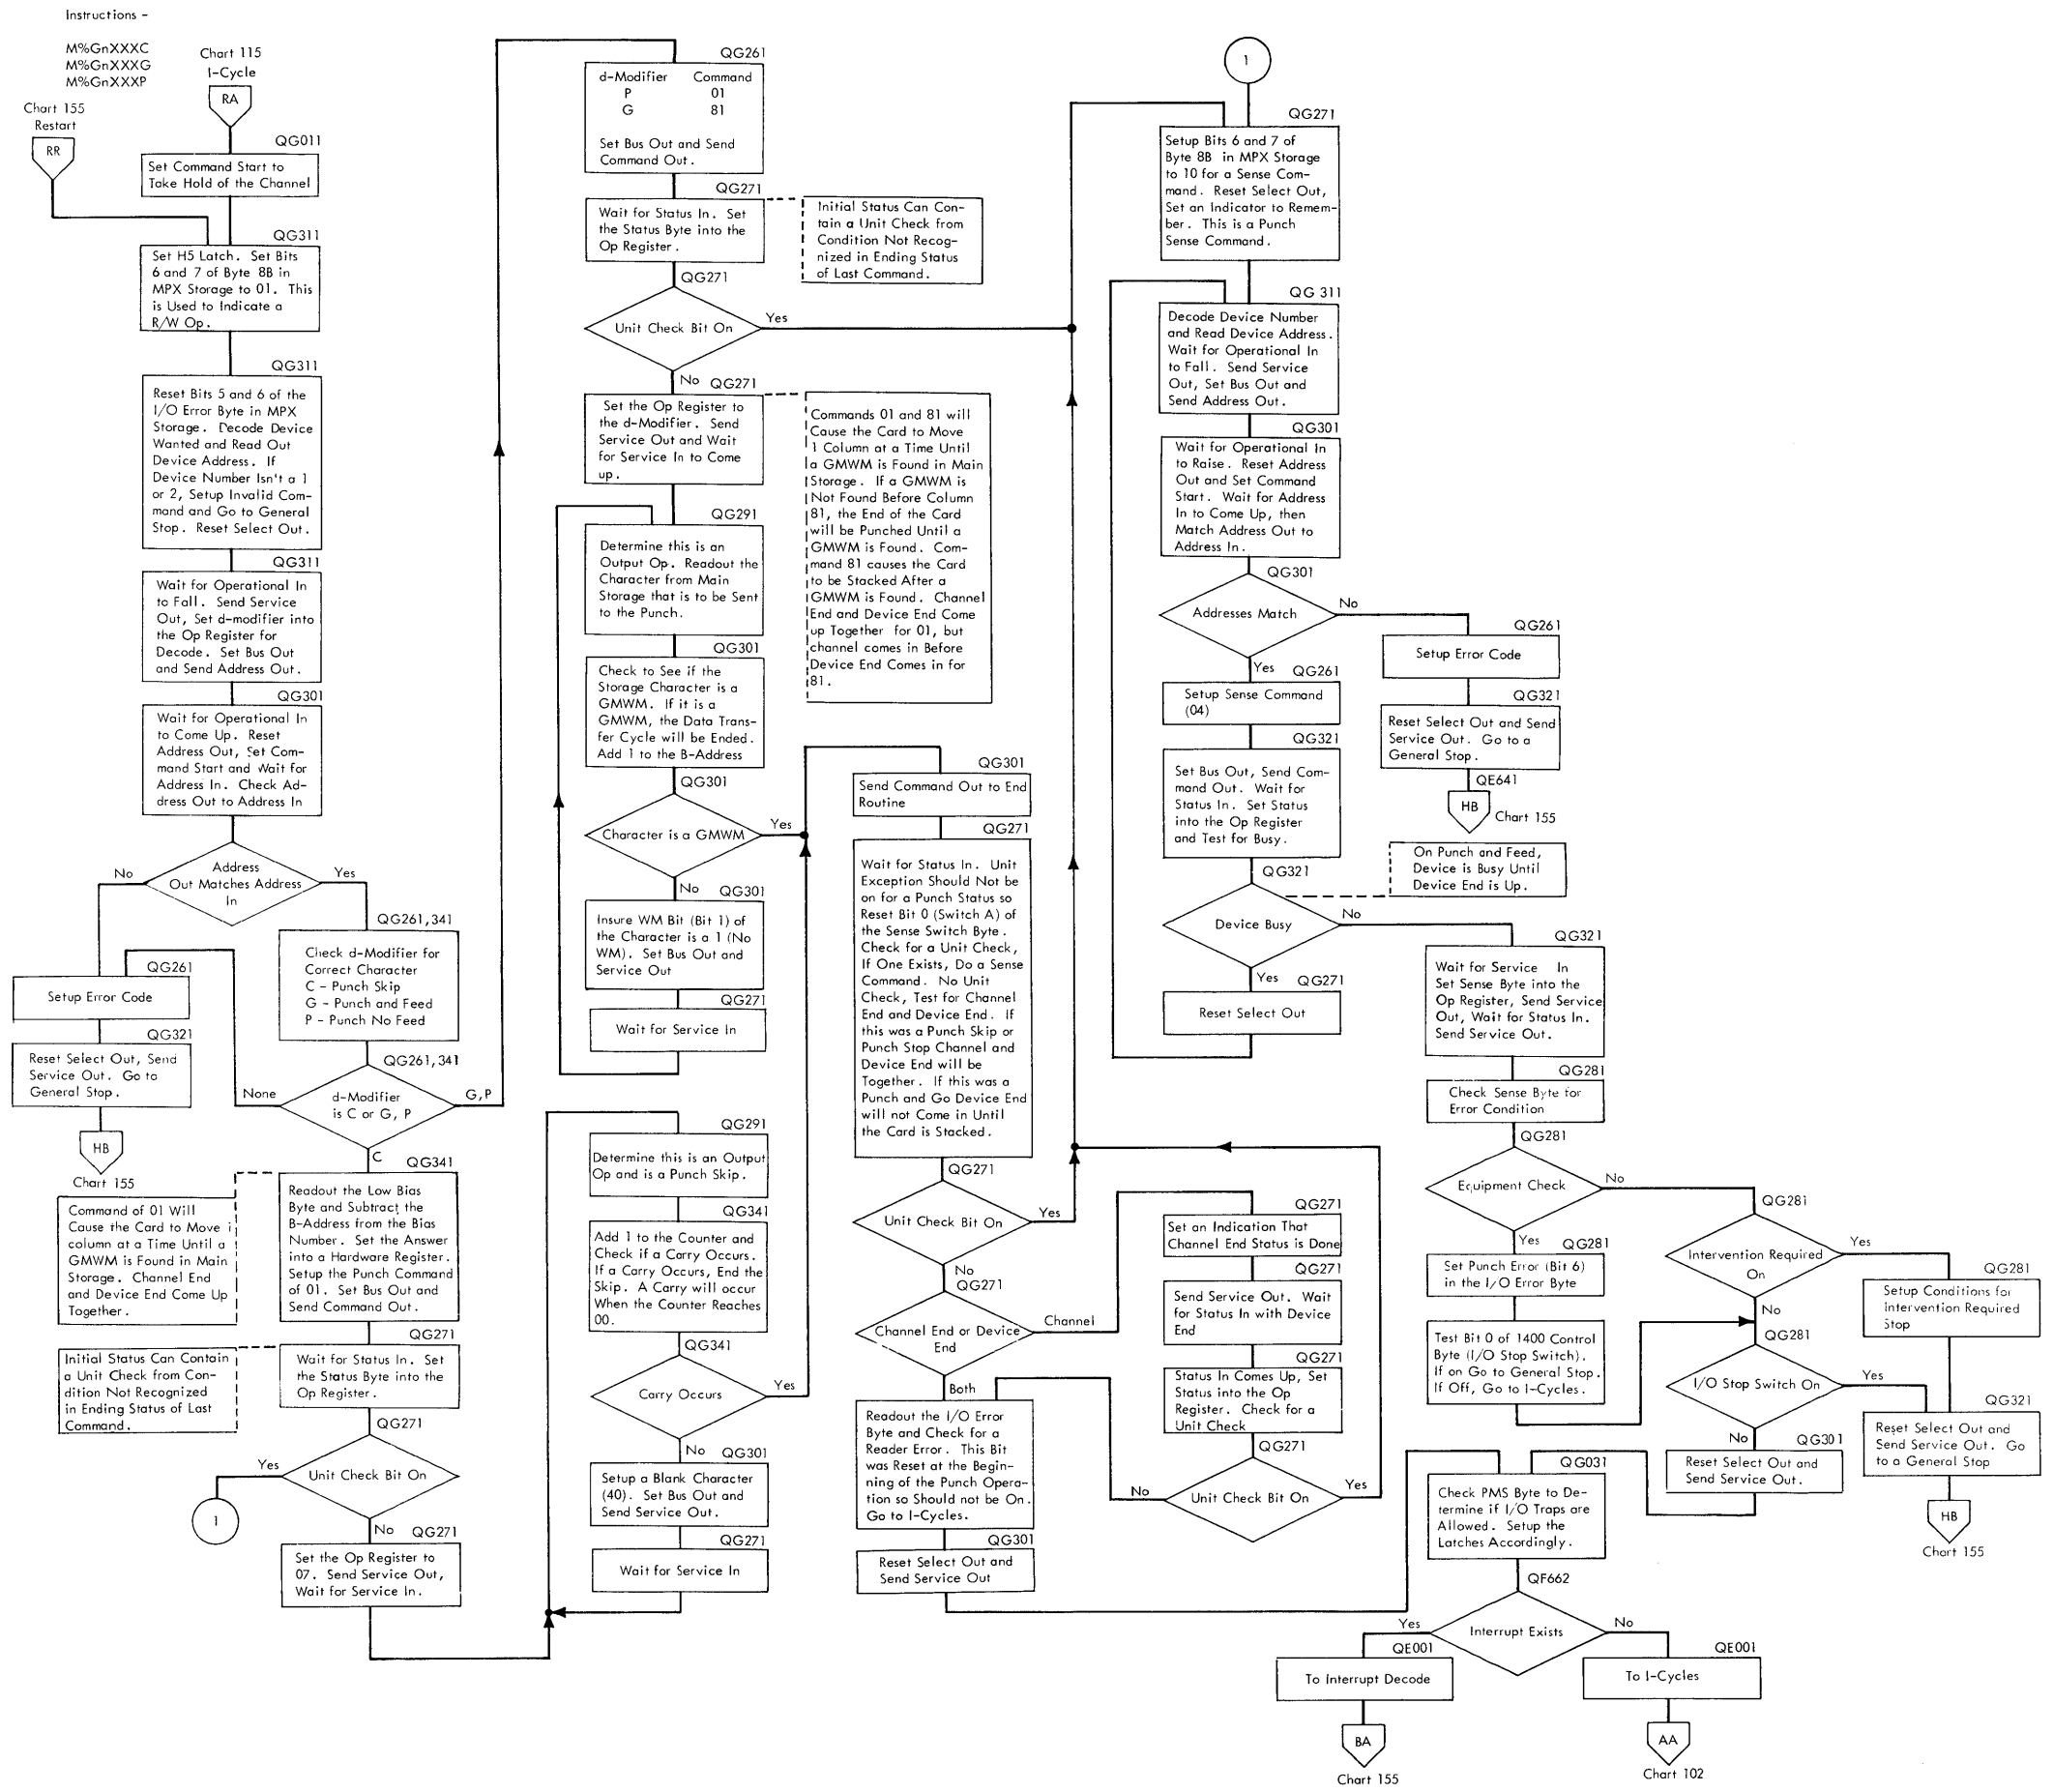 Instructions -
M%GnXXXC
M%GnXXXG
M%GnXXXP
Chart 115
I-Cycle
RA
Chart 155
Restart
RR
QG011
Set Command Start to
Take Hold of the Channel
QG311
Set H5 Latch. Set Bits
6 and 7 of Byte 8B in
MPX Storage to 01. This
is Used to Indicate a
R/W Op.
QG311
Reset Bits 5 and 6 of the
I/O Error Byte in MPX
Storage. Decode Device
Wanted and Read Out
Device Address. If
Device Number Isn't a 1
or 2, Setup Invalid Com-
mand and Go to General
Stop. Reset Select Out.
QG311
Wait for Operational In
to Fall. Send Service
Out, Set d-modifier into
the Op Register for
Decode. Set Bus Out
and Send Address Out.
QG301
Wait for Operational In
to Come Up. Reset
Address Out, Set Com-
mand Start and Wait for
Address In. Check Ad-
dress Out to Address In
Address
Out Matches Address
In
No
Yes
QG261,341
Check d-Modifier for
Correct Character
C - Punch Skip
G - Punch and Feed
P - Punch No Feed
QG261
Setup Error Code
QG321
Reset Select Out, Send
Service Out. Go to
General Stop.
HB
Chart 155
QG261,341
d-Modifier
is C or G, P
None
G,P
C
QG341
Readout the Low Bias
Byte and Subtract the
B-Address from the Bias
Number. Set the Answer
into a Hardware Register.
Setup the Punch Command
of 01. Set Bus Out and
Send Command Out.
Command of 01 Will
Cause the Card to Move 1
column at a Time Until a
GMWM is Found in Main
Storage. Channel End
and Device End Come Up
Together.
QG271
Wait for Status In. Set
the Status Byte into the
Op Register.
Initial Status Can Contain
a Unit Check from Con-
dition Not Recognized
in Ending Status of Last
Command.
QG271
Unit Check Bit On
Yes
1
No
QG271
Set the Op Register to
07. Send Service Out,
Wait for Service In.
QG261
d-Modifier Command
P 01
G 81
Set Bus Out and Send
Command Out.
QG271
Wait for Status In. Set
the Status Byte into the
Op Register.
Initial Status Can Con-
tain a Unit Check from
Condition Not Recog-
nized in Ending Status
of Last Command.
QG271
Unit Check Bit On
Yes
No
QG271
Set the Op Register to
the d-Modifier. Send
Service Out and Wait
for Service In to Come
up.
Commands 01 and 81 will
Cause the Card to Move
1 Column at a Time Until
a GMWM is Found in Main
Storage. If a GMWM is
Not Found Before Column
81, the End of the Card
will be Punched Until a
GMWM is Found. Com-
mand 81 causes the Card
to be Stacked After a
GMWM is Found. Channel
End and Device End Come
up Together for 01, but
channel comes in Before
Device End Comes in for
81.
QG291
Determine this is an
Output Op. Readout the
Character from Main
Storage that is to be Sent
to the Punch.
QG301
Check to See if the
Storage Character is a
GMWM. If it is a
GMWM, the Data Trans-
fer Cycle will be Ended.
Add 1 to the B-Address
QG301
Character is a GMWM
Yes
No
QG301
Insure WM Bit (Bit 1) of
the Character is a 1 (No
WM). Set Bus Out and
Service Out
QG271
Wait for Service In
QG291
Determine this is an Output
Op and is a Punch Skip.
QG341
Add 1 to the Counter and
Check if a Carry Occurs.
If a Carry Occurs, End the
Skip. A Carry will occur
When the Counter Reaches
00.
QG341
Carry Occurs
Yes
No
QG301
Setup a Blank Character
(40). Set Bus Out and
Send Service Out.
QG271
Wait for Service In
QG301
Send Command Out to End
Routine
QG271
Wait for Status In. Unit
Exception Should Not be
on for a Punch Status so
Reset Bit 0 (Switch A) of
the Sense Switch Byte.
Check for a Unit Check,
If One Exists, Do a Sense
Command. No Unit
Check, Test for Channel
End and Device End. If
this was a Punch Skip or
Punch Stop Channel and
Device End will be
Together. If this was a
Punch and Go Device End
will not Come in Until
the Card is Stacked.
QG271
Unit Check Bit On
Yes
No
QG271
Channel End or Device
End
Channel
Both
Readout the I/O Error
Byte and Check for a
Reader Error. This Bit
was Reset at the Begin-
ning of the Punch Opera-
tion so Should not be On.
Go to I-Cycles.
QG301
Reset Select Out and
Send Service Out
QG271
Set an Indication That
Channel End Status is Done
QG271
Send Service Out. Wait
for Status In with Device
End
QG271
Status In Comes Up, Set
Status into the Op
Register. Check for a
Unit Check
QG271
Unit Check Bit On
No
Yes
1
QG271
Setup Bits 6 and 7 of
Byte 8B in MPX Storage
to 10 for a Sense Com-
mand. Reset Select Out,
Set an Indicator to Remem-
ber. This is a Punch
Sense Command.
QG 311
Decode Device Number
and Read Device Address.
Wait for Operational In
to Fall. Send Service
Out, Set Bus Out and
Send Address Out.
QG301
Wait for Operational In
to Raise. Reset Address
Out and Set Command
Start. Wait for Address
In to Come Up, then
Match Address Out to
Address In.
QG301
Addresses Match
No
Yes
QG261
Setup Error Code
QG321
Reset Select Out and Send
Service Out. Go to a
General Stop.
QE641
HB
Chart 155
QG261
Setup Sense Command
(04)
QG321
Set Bus Out, Send Com-
mand Out. Wait for
Status In. Set Status
into the Op Register
and Test for Busy.
On Punch and Feed,
Device is Busy Until
Device End is Up.
QG321
Device Busy
No
Yes
QG271
Reset Select Out
QG321
Wait for Service In
Set Sense Byte into the
Op Register, Send Service
Out, Wait for Status In.
Send Service Out.
QG281
Check Sense Byte for
Error Condition
QG281
Equipment Check
No
Yes
QG281
Set Punch Error (Bit 6)
in the I/O Error Byte
Test Bit 0 of 1400 Control
Byte (I/O Stop Switch).
If on Go to General Stop.
If Off, Go to I-Cycles.
QG281
Intervention Required
On
Yes
No
QG281
Setup Conditions for
Intervention Required
Stop
QG281
I/O Stop Switch On
Yes
No
QG321
Reset Select Out and
Send Service Out. Go
to a General Stop
HB
Chart 155
QG301
Reset Select Out and
Send Service Out.
QG031
Check PMS Byte to De-
termine if I/O Traps are
Allowed. Setup the
Latches Accordingly.
QF662
Interrupt Exists
Yes
No
QE001
To Interrupt Decode
BA
Chart 155
QE001
To I-Cycles
AA
Chart 102